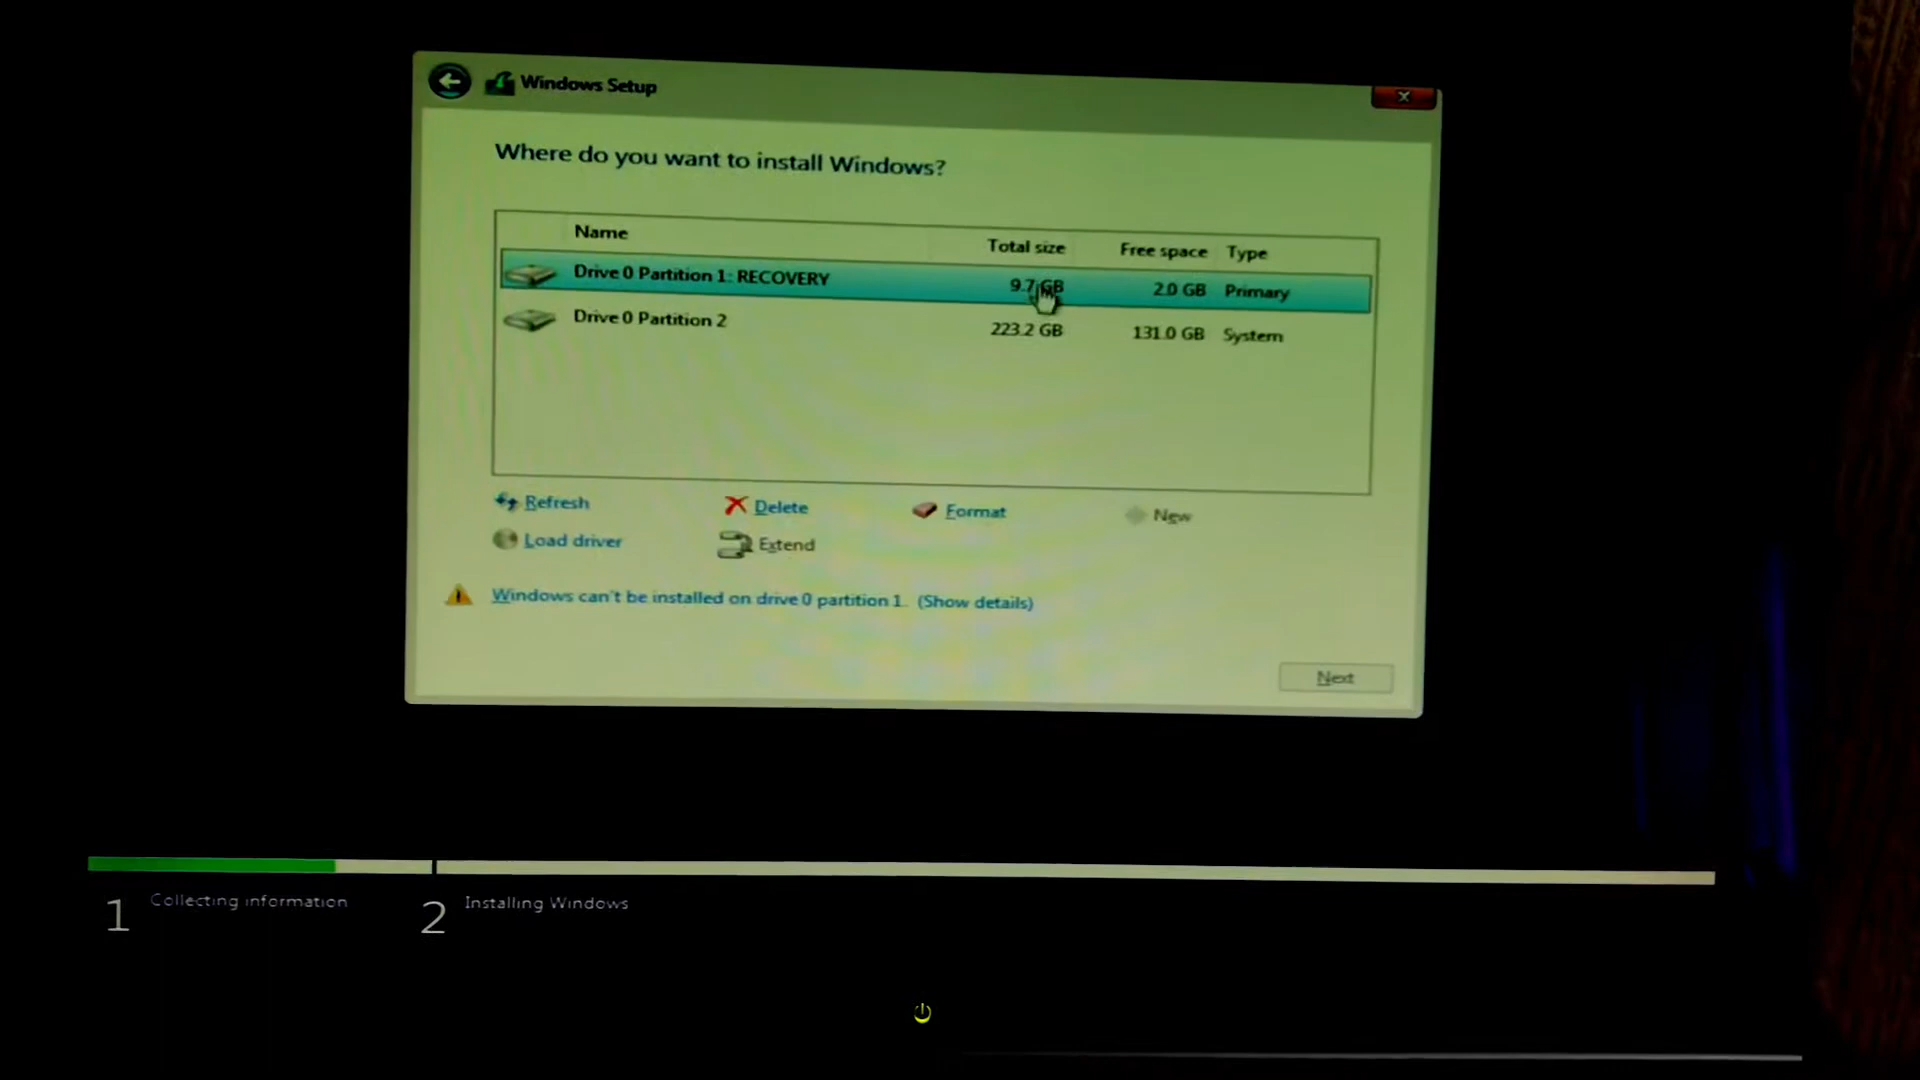 Windows Setup
x
Where do you want to install Windows?
Name Total size Free space Type
Drive 0 Partition 1: RECOVERY 9.7 GB 2.0 GB Primary
Drive 0 Partition 2 223.2 GB 131.0 GB System
Refresh Delete Format New
Load driver Extend
Windows can't be installed on drive 0 partition 1. (Show details)
Next
1 Collecting information 2 Installing Windows